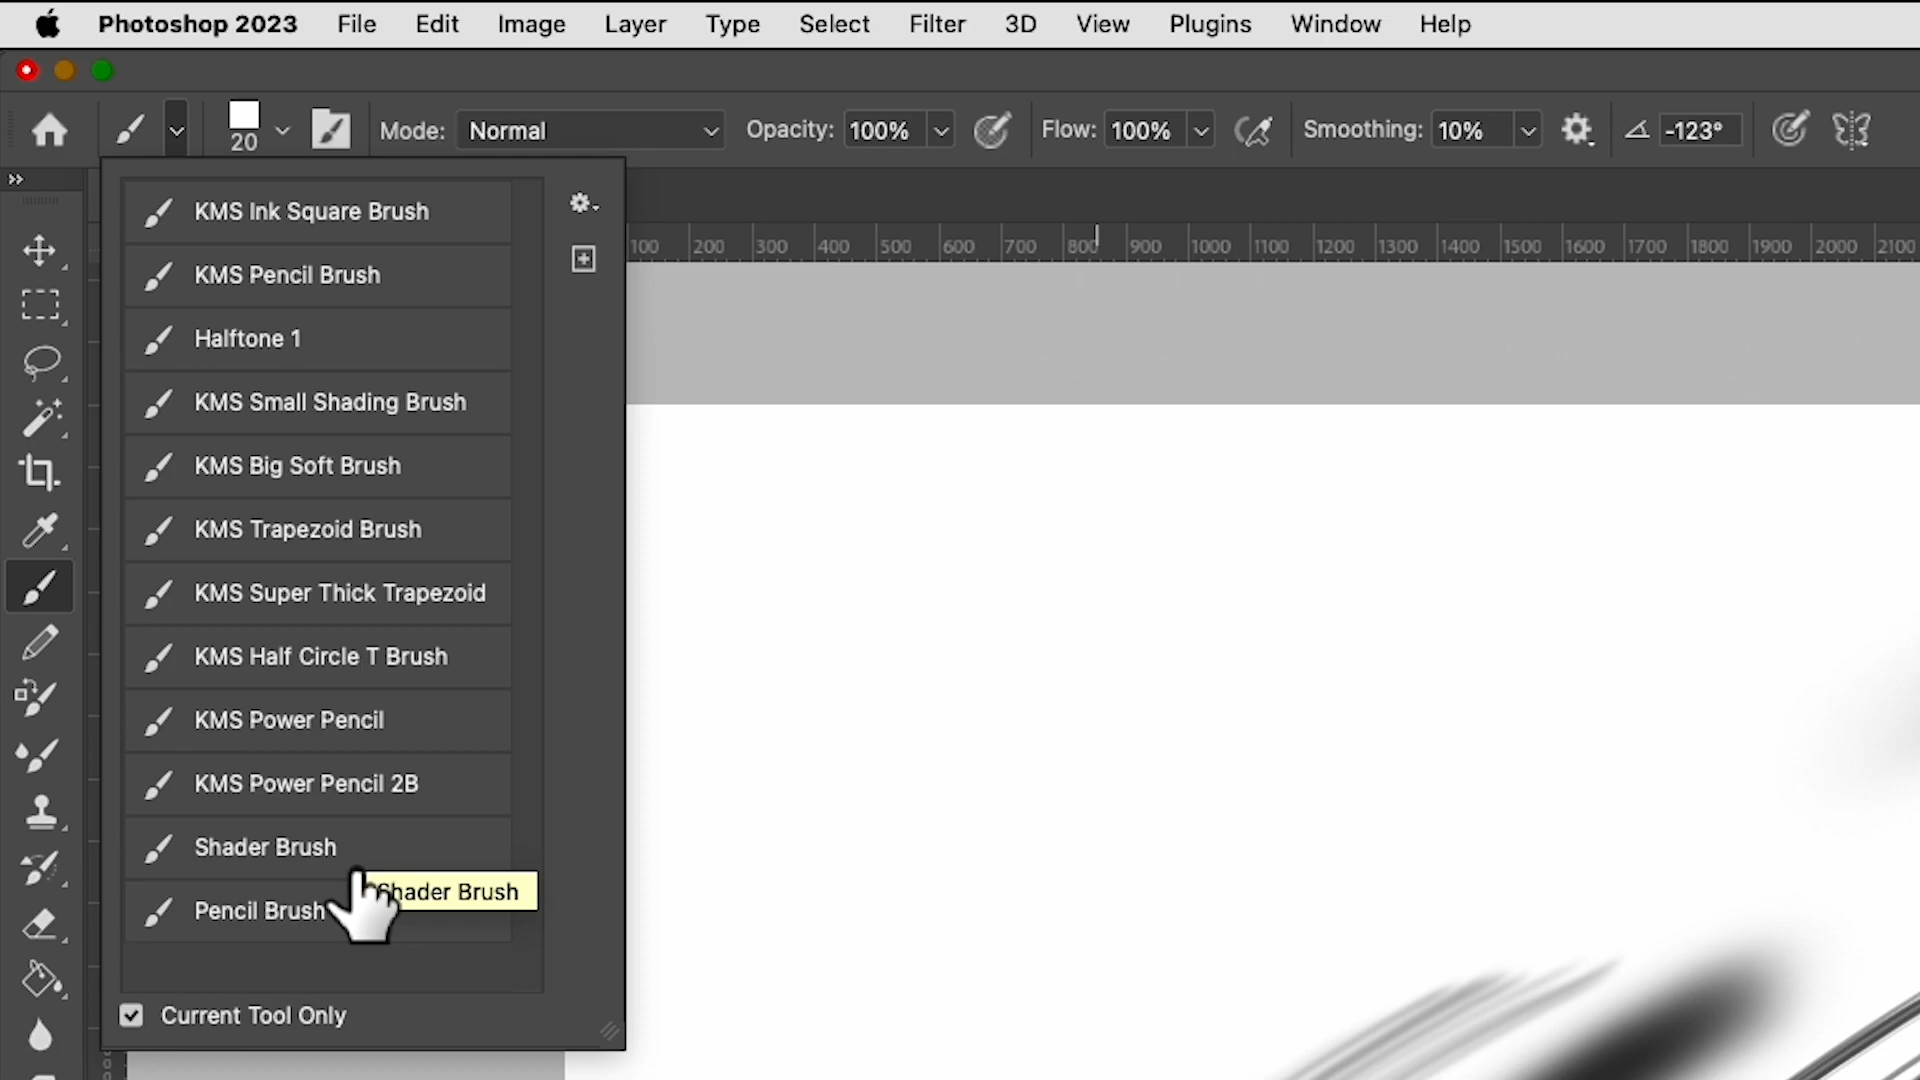 Photoshop 2023 File Edit Image Layer Type Select Filter 3D View Plugins Window Help
20 Mode: Normal Opacity: 100% Flow: 100% Smoothing: 10% -123°
100 200 300 400 500 600 700 800 900 1000 1100 1200 1300 1400 1500 1600 1700 1800 1900 2000 2100
KMS Ink Square Brush
KMS Pencil Brush
Halftone 1
KMS Small Shading Brush
KMS Big Soft Brush
KMS Trapezoid Brush
KMS Super Thick Trapezoid
KMS Half Circle T Brush
KMS Power Pencil
KMS Power Pencil 2B
Shader Brush
Shader Brush
Pencil Brush
Current Tool Only